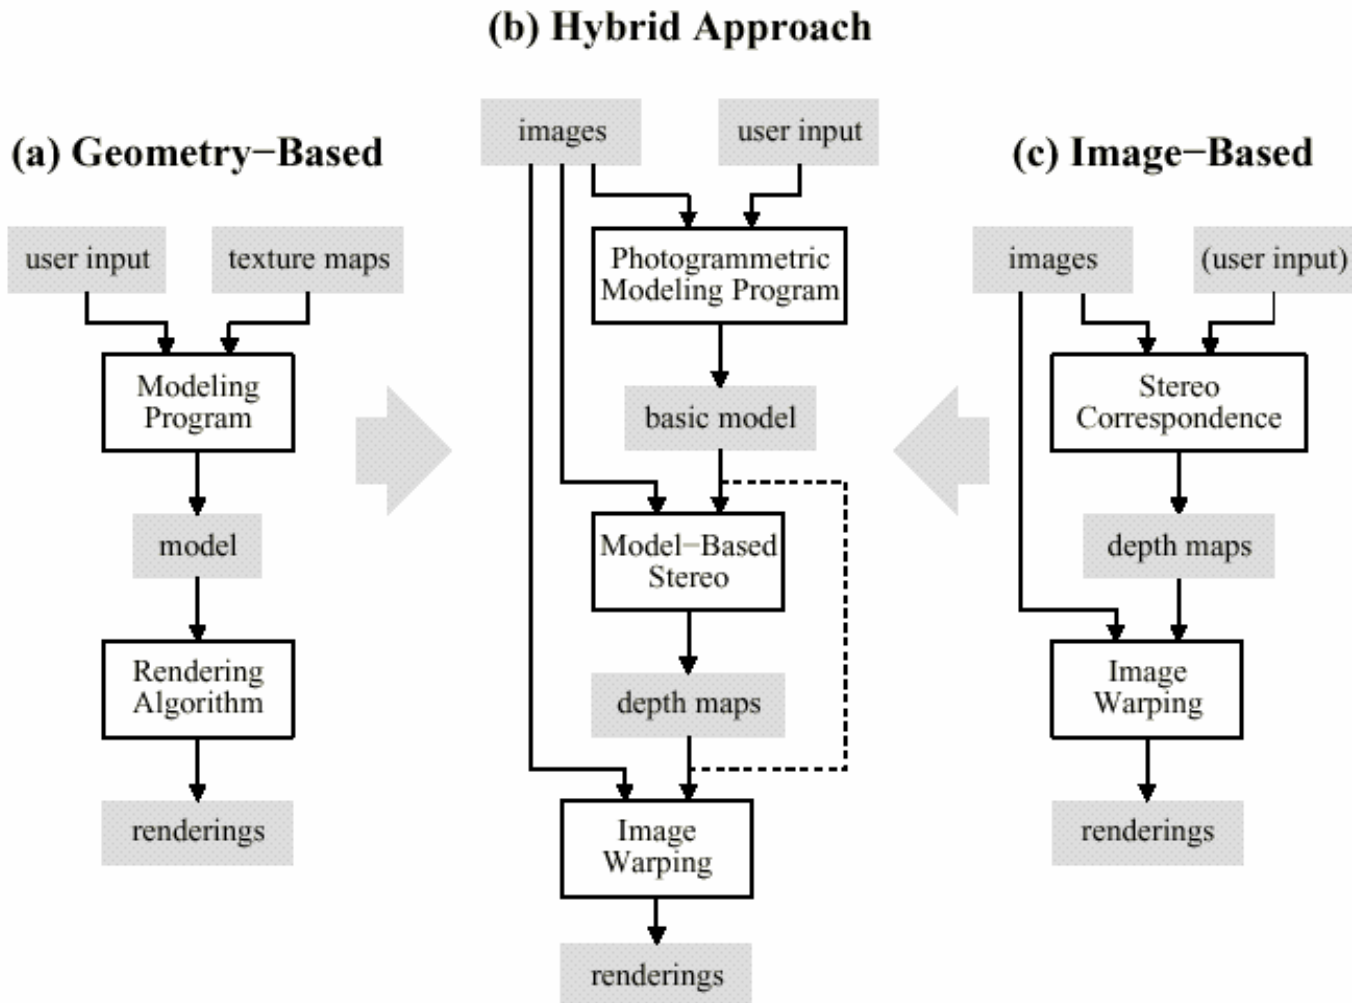 (b) Hybrid Approach
images
user input
(a) Geometry−Based
(c) Image−Based
user input
texture maps
Photogrammetric
Modeling Program
images
(user input)
Modeling
Program
basic model
Stereo
Correspondence
model
Model−Based
Stereo
depth maps
Rendering
Algorithm
depth maps
Image
Warping
renderings
Image
Warping
renderings
renderings